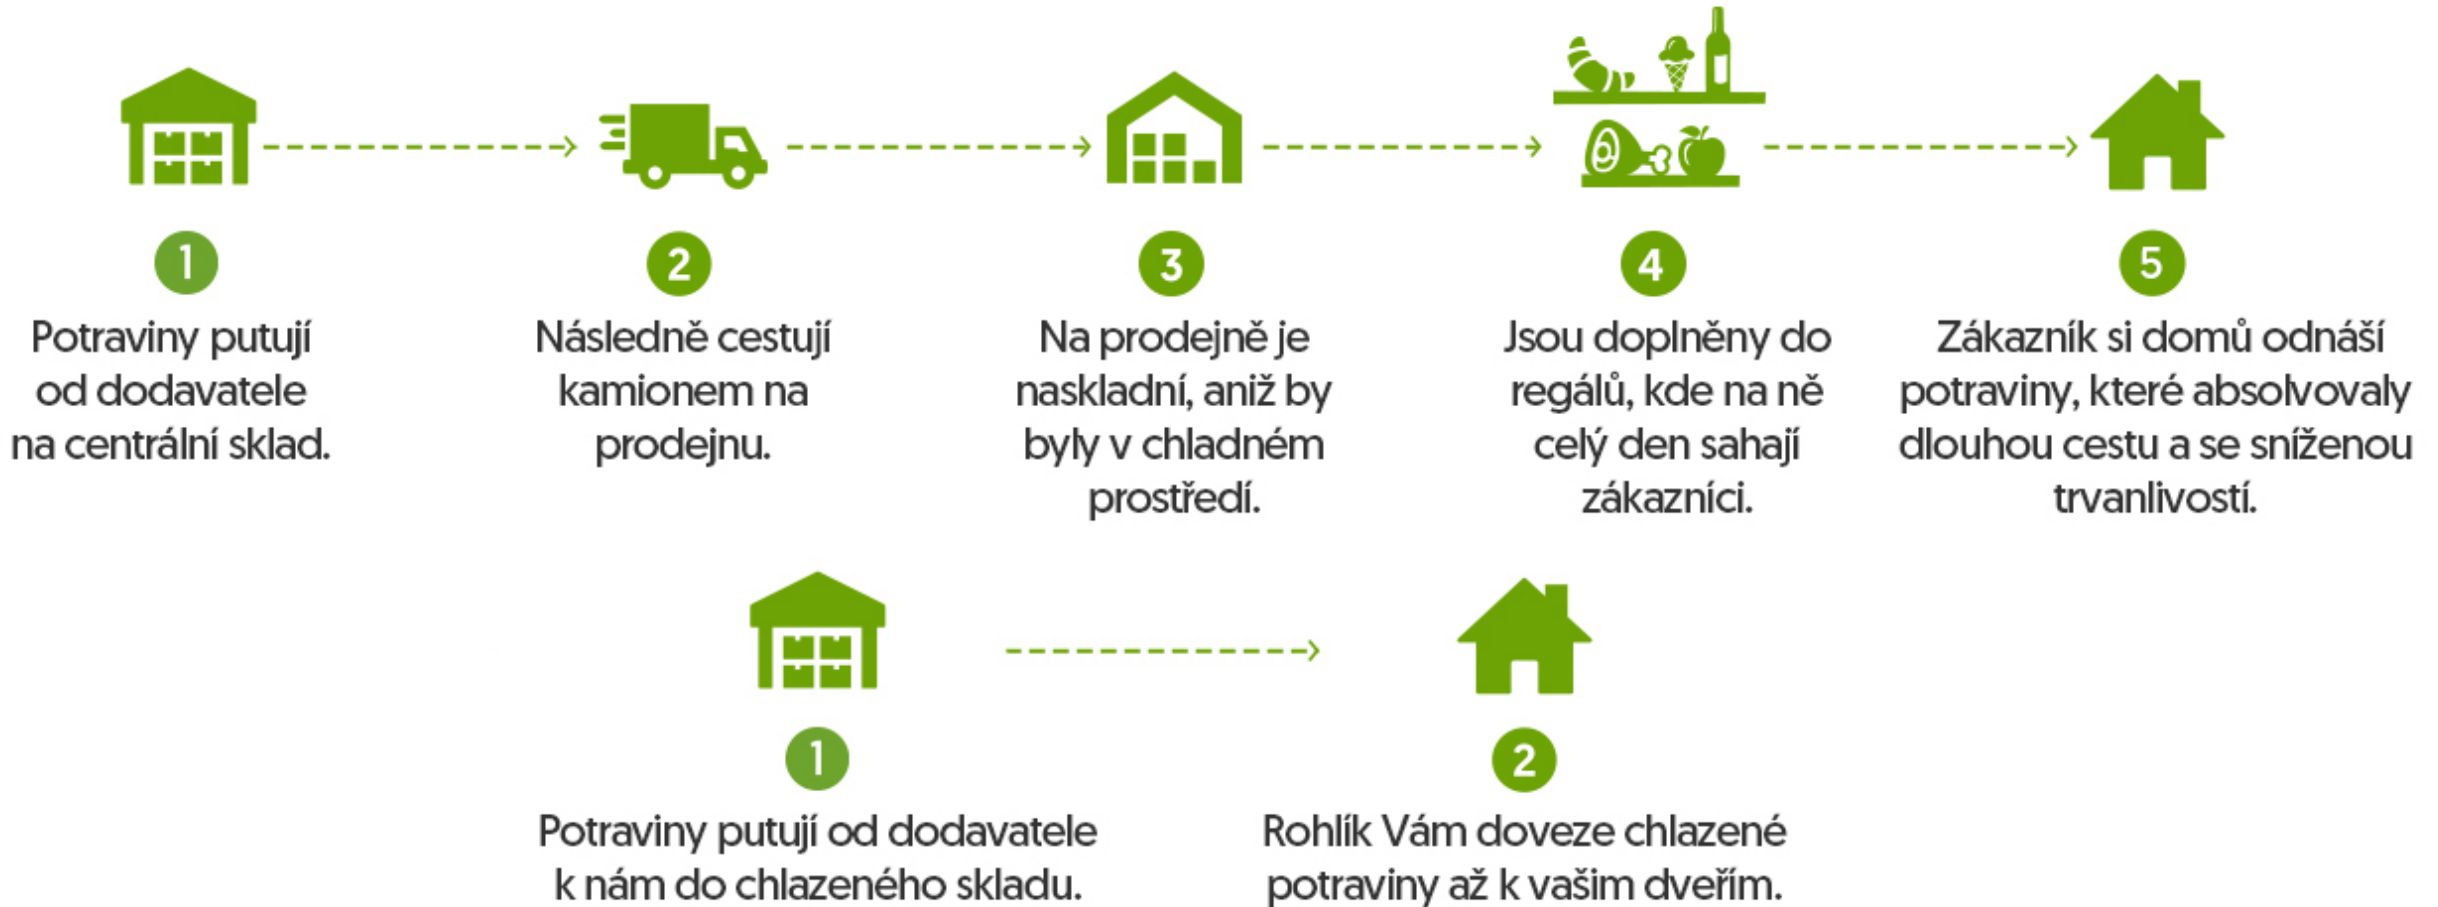 1
Potraviny putují
od dodavatele
na centrální sklad.
2
Následně cestují
kamionem na
prodejnu.
3
Na prodejně je
naskladní, aniž by
byly v chladném
prostředí.
4
Jsou doplněny do
regálů, kde na ně
celý den sahají
zákazníci.
5
Zákazník si domů odnáší
potraviny, které absolvovaly
dlouhou cestu a se sníženou
trvanlivostí.
1
Potraviny putují od dodavatele
k nám do chlazeného skladu.
2
Rohlík Vám doveze chlazené
potraviny až k vašim dveřím.